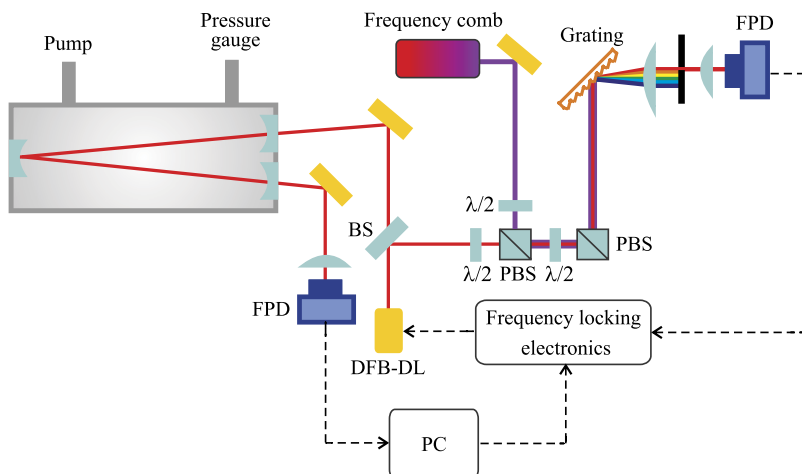 Pump
Pressure
gauge
Frequency comb
Grating
FPD
λ/2
BS
λ/2
PBS
λ/2
PBS
FPD
DFB-DL
Frequency locking
electronics
PC